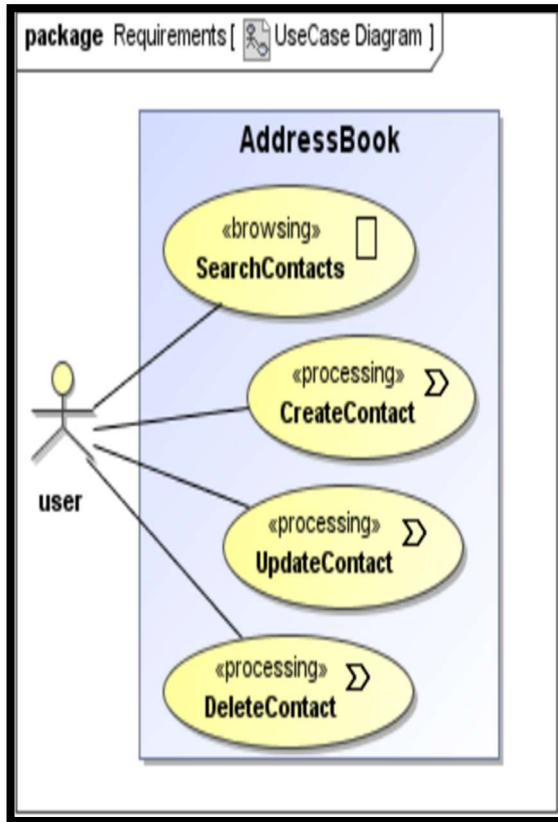 package Requirements [ UseCase Diagram ]
AddressBook
«browsing»
SearchContacts
«processing»
CreateContact
user
«processing»
UpdateContact
«processing»
DeleteContact